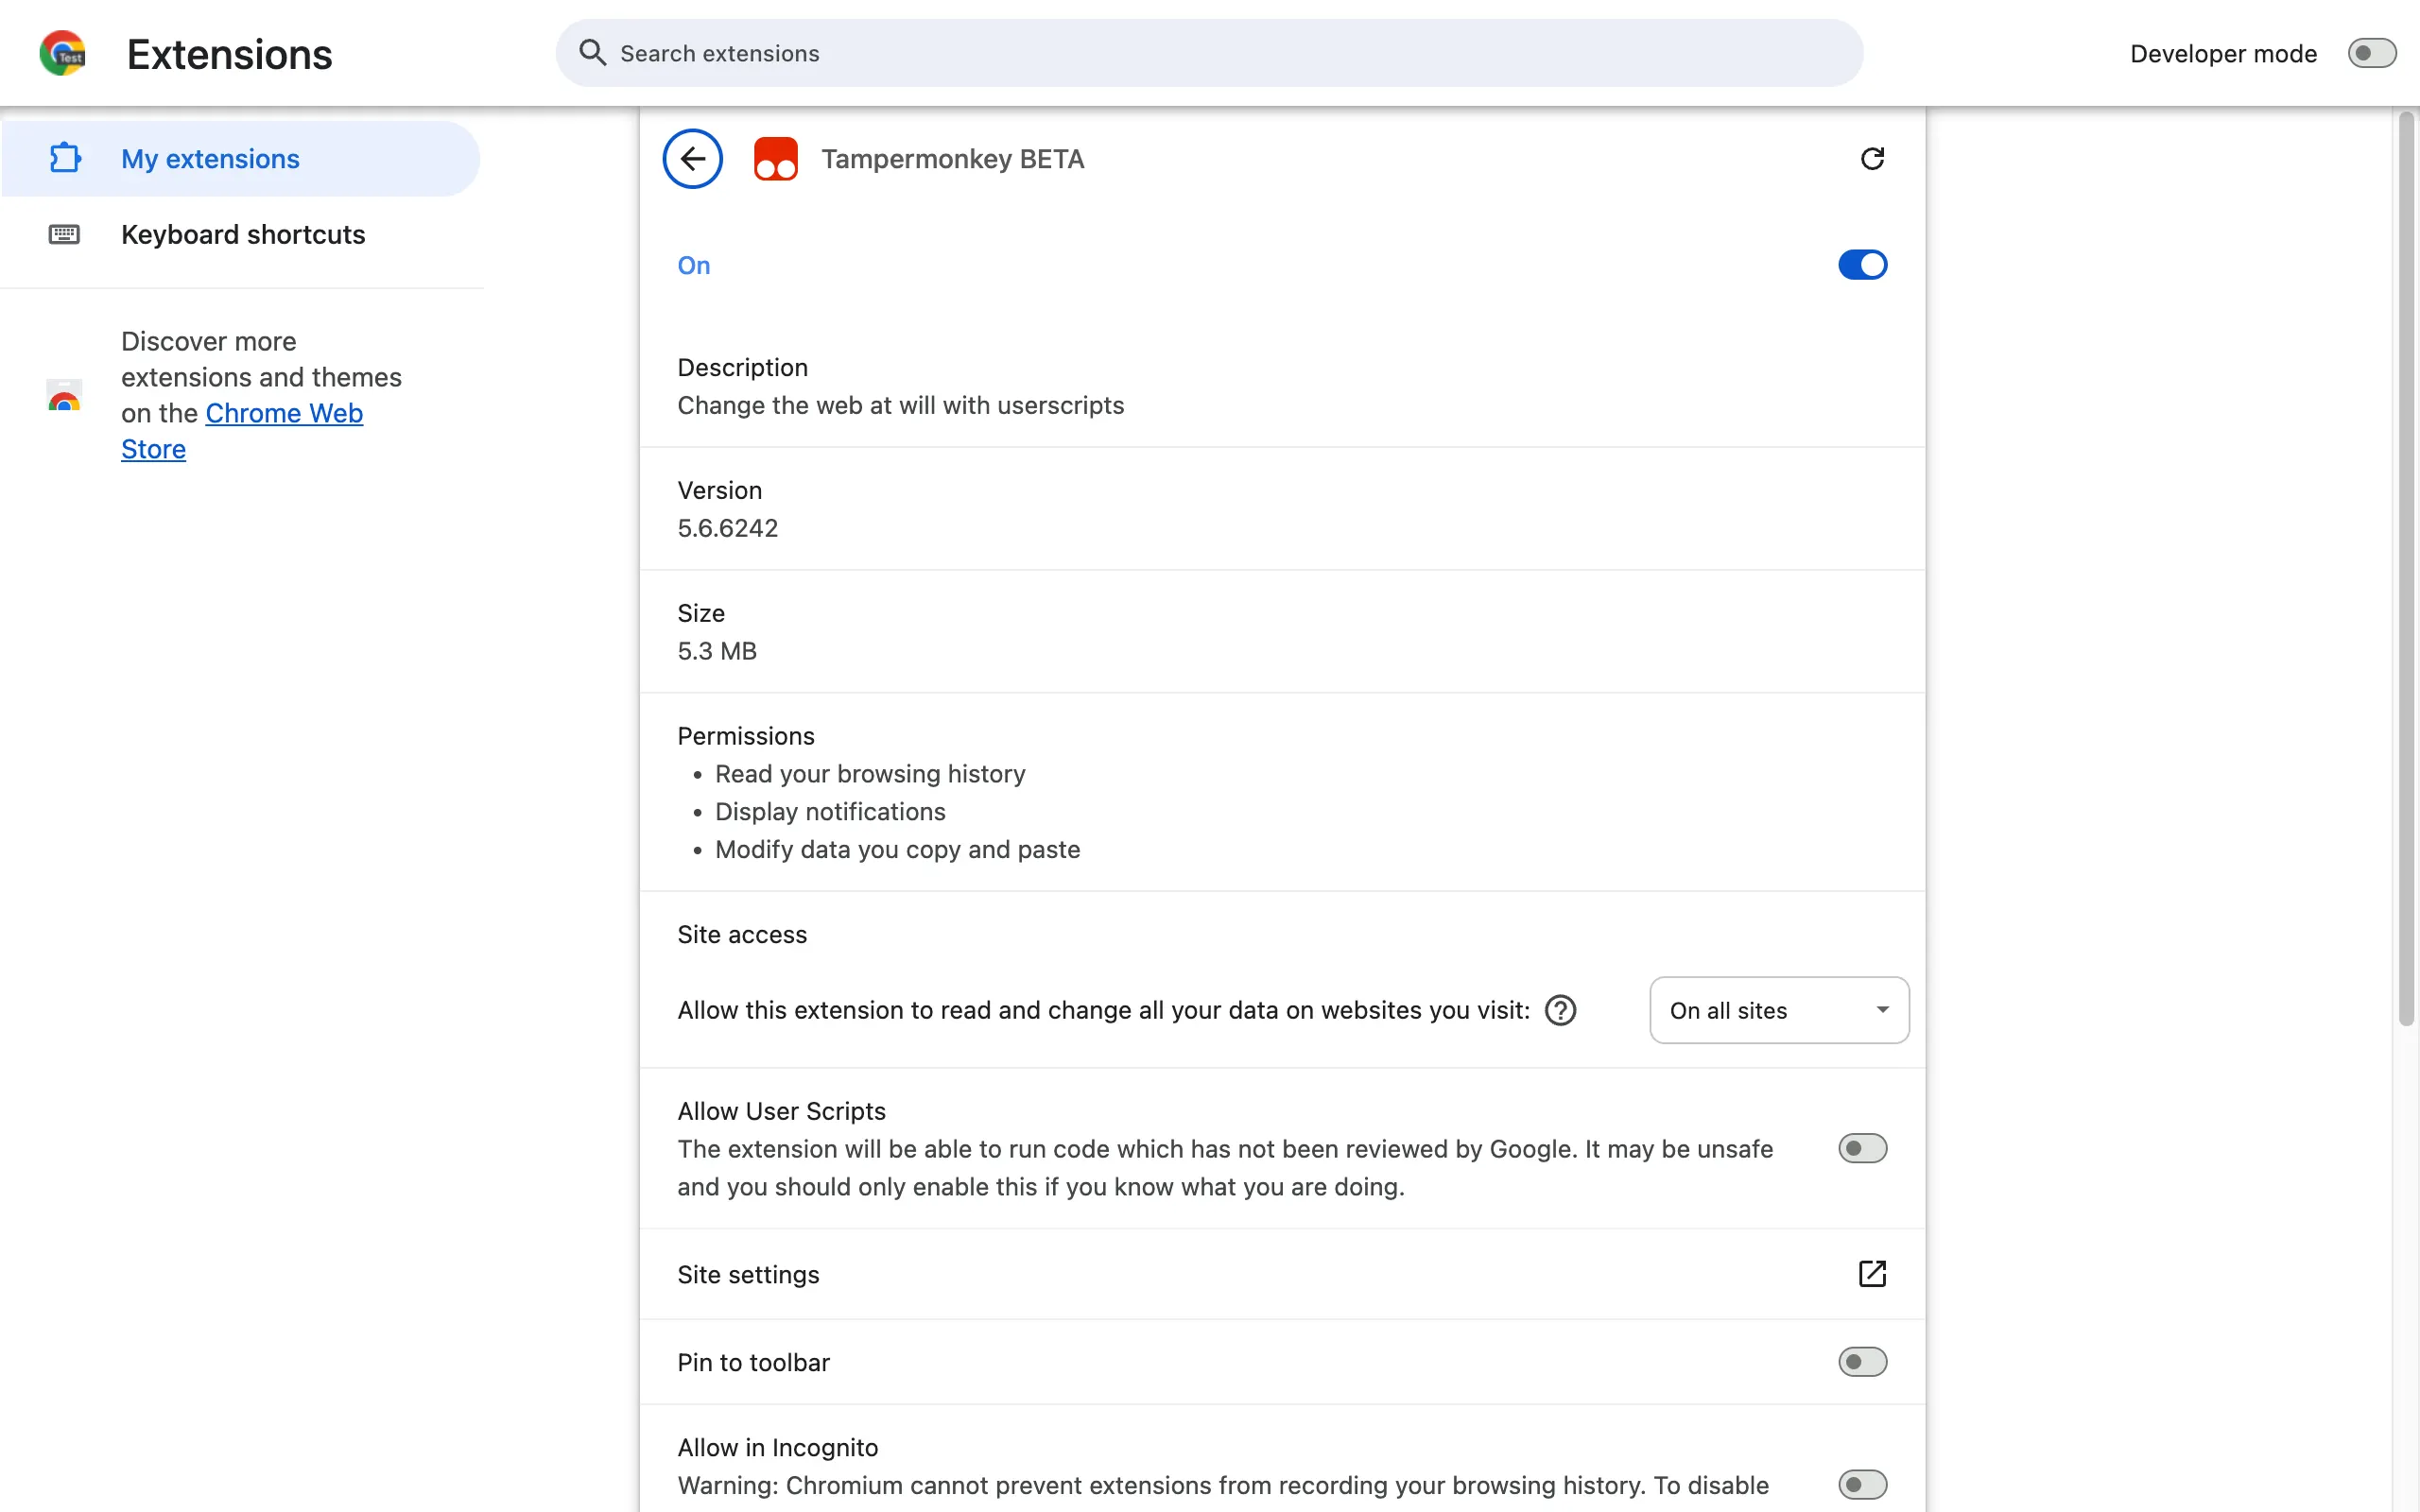 Test
Extensions
Search extensions
Developer mode
My extensions
Keyboard shortcuts
Discover more
extensions and themes
on the Chrome Web
Store
Tampermonkey BETA
On
Description
Change the web at will with userscripts
Version
5.6.6242
Size
5.3 MB
Permissions
• Read your browsing history
• Display notifications
• Modify data you copy and paste
Site access
Allow this extension to read and change all your data on websites you visit:
On all sites
Allow User Scripts
The extension will be able to run code which has not been reviewed by Google. It may be unsafe
and you should only enable this if you know what you are doing.
Site settings
Pin to toolbar
Allow in Incognito
Warning: Chromium cannot prevent extensions from recording your browsing history. To disable